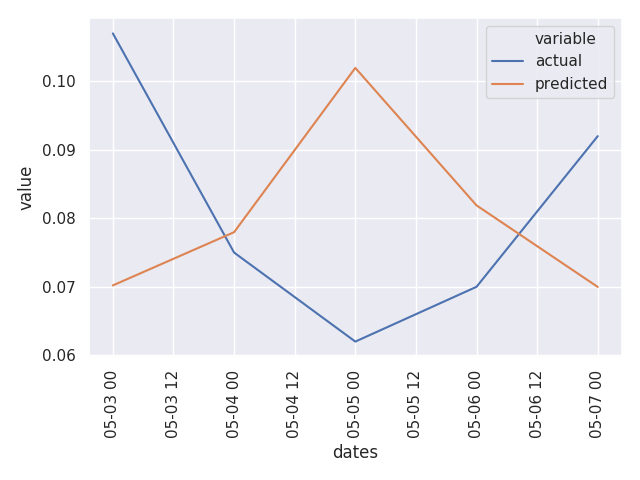 variable
actual
predicted
value
0.10
0.09
0.08
0.07
0.06
05-03 00
05-03 12
05-04 00
05-04 12
05-05 00
05-05 12
05-06 00
05-06 12
05-07 00
dates